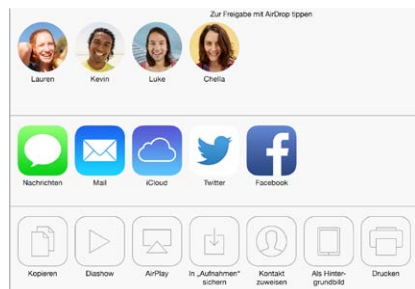 Zur Freigabe mit AirDrop tippen
Lauren Kevin Luke Chella
Nachrichten Mail iCloud Twitter Facebook
Kopieren Diashow AirPlay In „Aufnahmen“ Kontakt Als Hinter- Drucken
sichern zuweisen grundbild